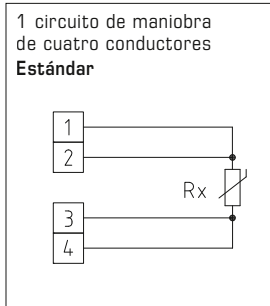 1 circuito de maniobra
de cuatro conductores
Estándar
1
2
Rx
3
4